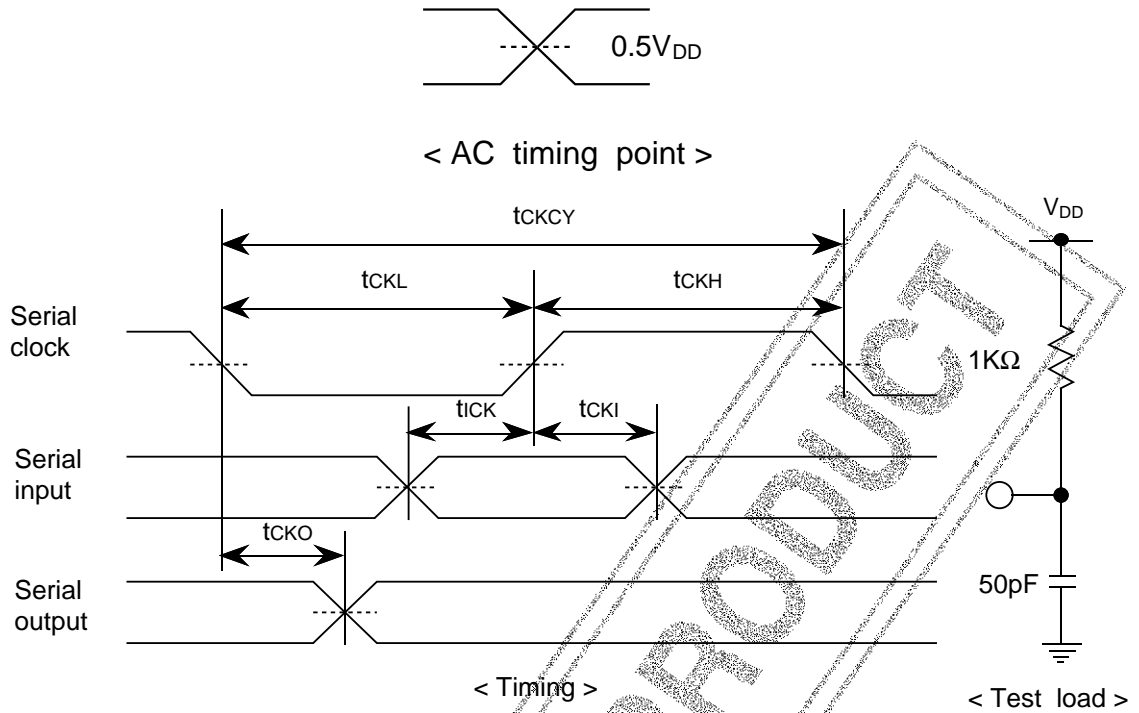 0.5VDD
< AC timing point >
tCKCY
VDD
tCKL
tCKH
Serial
clock
1KΩ
tICK
tCKI
Serial
input
tCKO
Serial
output
50pF
< Timing >
< Test load >
PRODUCT